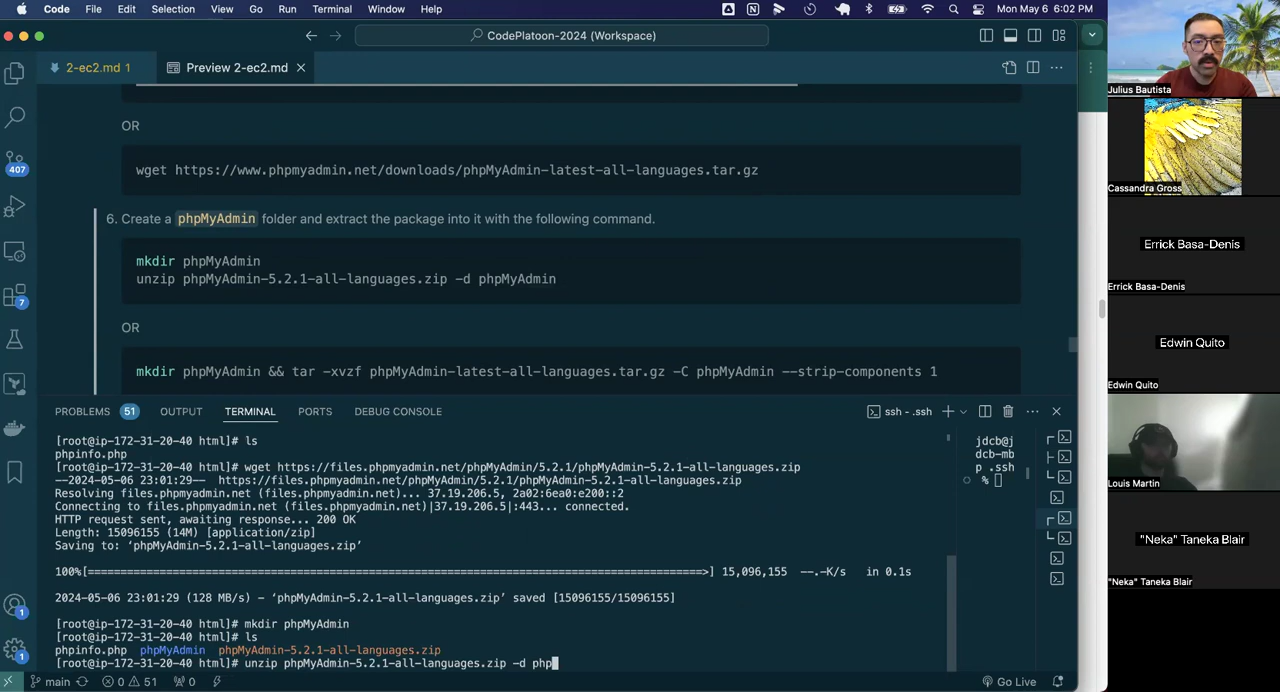 Code File Edit Selection View Go Run Terminal Window Help Mon May 6 6:02 PM
CodePlatoon-2024 (Workspace)
2-ec2.md 1 Preview 2-ec2.md
OR
wget https://www.phpmyadmin.net/downloads/phpMyAdmin-latest-all-languages.tar.gz
6. Create a phpMyAdmin folder and extract the package into it with the following command.
mkdir phpMyAdmin
unzip phpMyAdmin-5.2.1-all-languages.zip -d phpMyAdmin
OR
mkdir phpMyAdmin && tar -xvzf phpMyAdmin-latest-all-languages.tar.gz -C phpMyAdmin --strip-components 1
407
7
1
1
PROBLEMS 51 OUTPUT TERMINAL PORTS DEBUG CONSOLE ssh - .ssh
[root@ip-172-31-20-40 html]# ls
phpinfo.php
[root@ip-172-31-20-40 html]# wget https://files.phpmyadmin.net/phpMyAdmin/5.2.1/phpMyAdmin-5.2.1-all-languages.zip
--2024-05-06 23:01:29-- https://files.phpmyadmin.net/phpMyAdmin/5.2.1/phpMyAdmin-5.2.1-all-languages.zip
Resolving files.phpmyadmin.net (files.phpmyadmin.net)... 37.19.206.5, 2a02:6ea0:e200::2
Connecting to files.phpmyadmin.net (files.phpmyadmin.net)|37.19.206.5|:443... connected.
HTTP request sent, awaiting response... 200 OK
Length: 15096155 (14M) [application/zip]
Saving to: ‘phpMyAdmin-5.2.1-all-languages.zip’
100%[==============================================================================================>] 15,096,155 --.-K/s in 0.1s
2024-05-06 23:01:29 (128 MB/s) - ‘phpMyAdmin-5.2.1-all-languages.zip’ saved [15096155/15096155]
[root@ip-172-31-20-40 html]# mkdir phpMyAdmin
[root@ip-172-31-20-40 html]# ls
phpinfo.php phpMyAdmin phpMyAdmin-5.2.1-all-languages.zip
[root@ip-172-31-20-40 html]# unzip phpMyAdmin-5.2.1-all-languages.zip -d php
jdcb@j
dcb-mb
p .ssh
%
main 0 51 0 Go Live
Julius Bautista
Cassandra Gross
Errick Basa-Denis
Errick Basa-Denis
Edwin Quito
Edwin Quito
Louis Martin
"Neka" Taneka Blair
"Neka" Taneka Blair